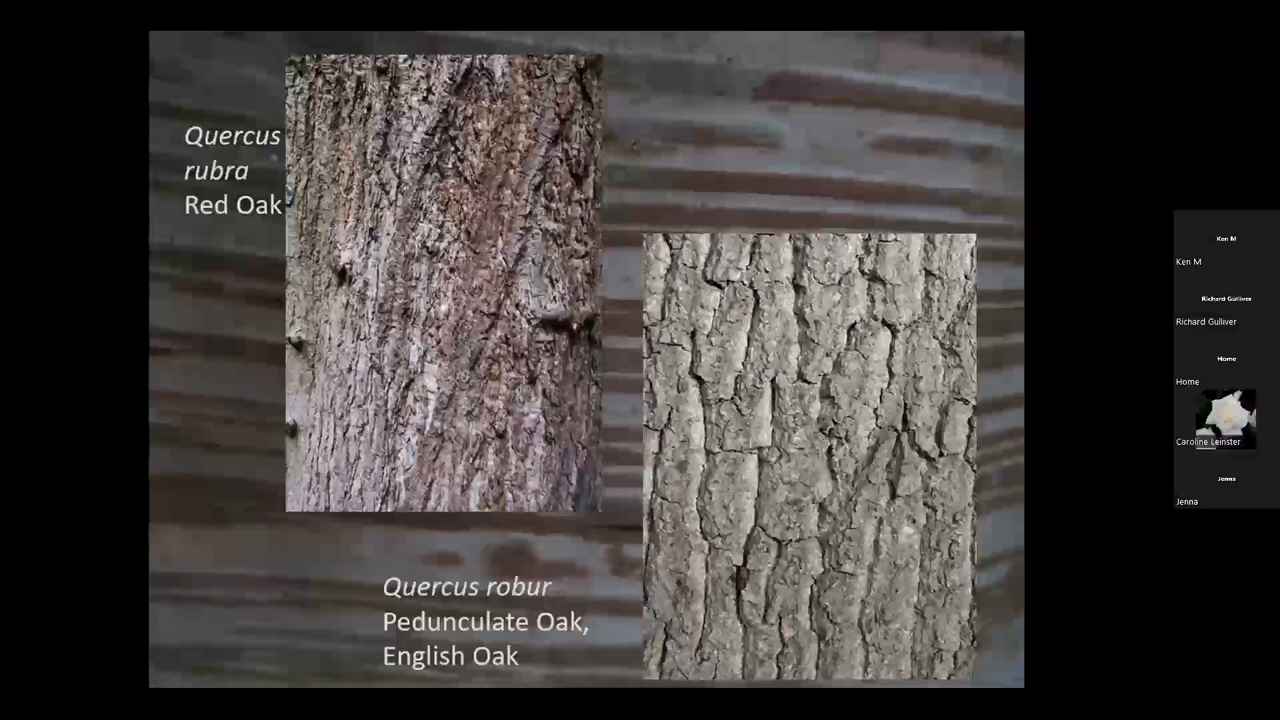 Quercus
rubra
Red Oak
Quercus robur
Pedunculate Oak,
English Oak
Ken M
Ken M
Richard Gulliver
Richard Gulliver
Home
Home
Caroline Leinster
Jenna
Jenna